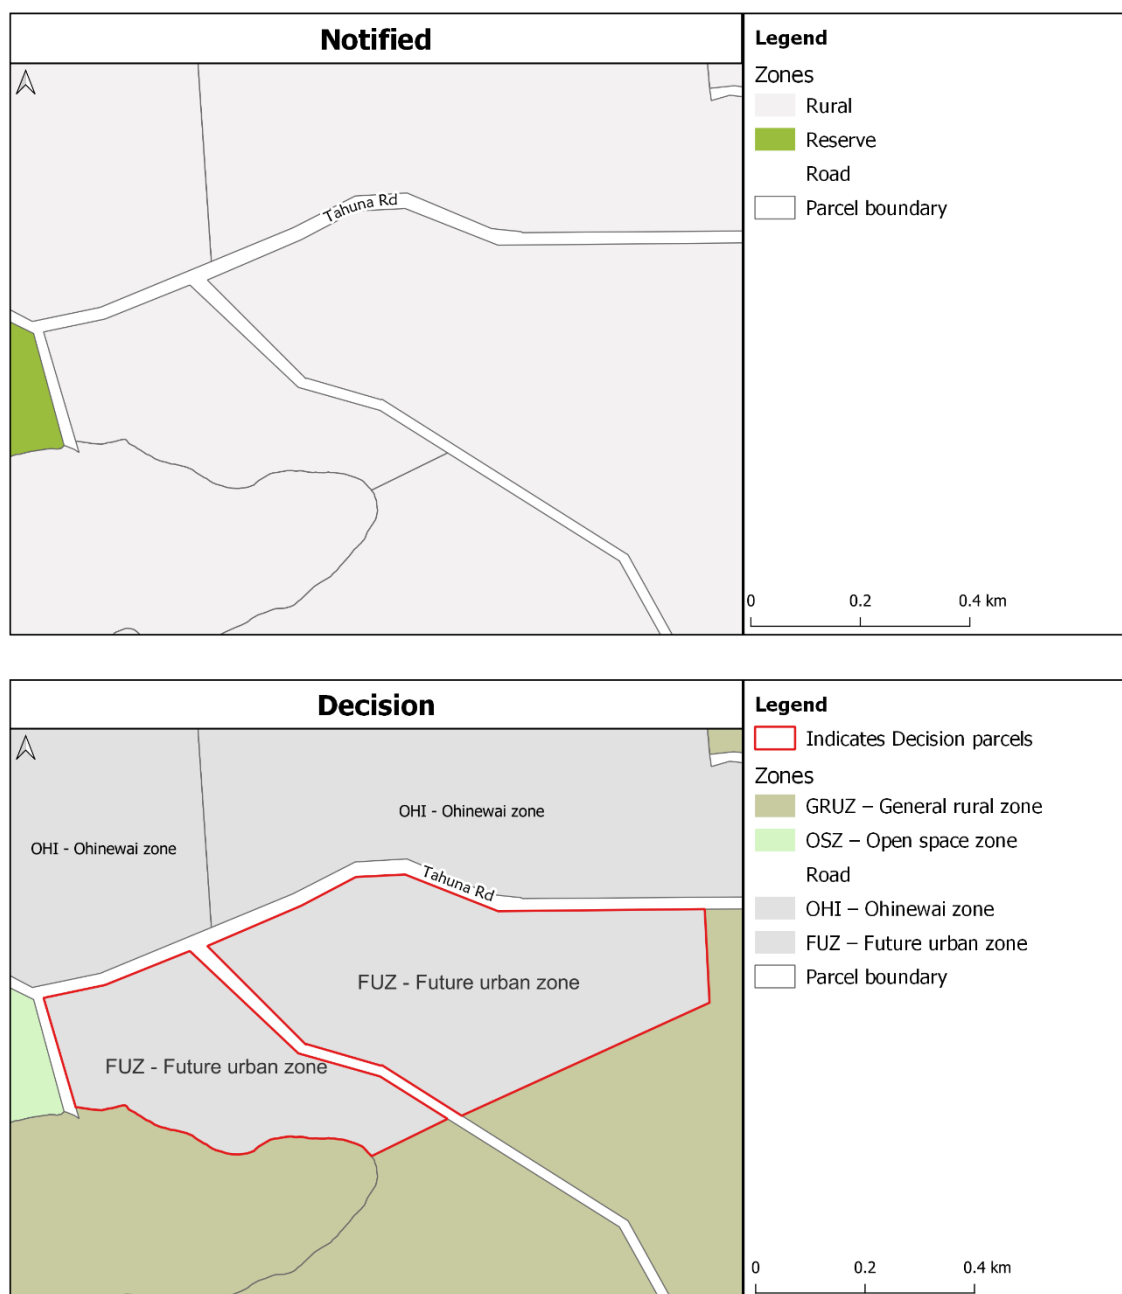 Notified
Tahuna Rd
Legend
Zones
Rural
Reserve
Road
Parcel boundary
0 0.2 0.4 km
Decision
OHI - Ohinewai zone
OHI - Ohinewai zone
Tahuna Rd
FUZ - Future urban zone
FUZ - Future urban zone
Legend
Indicates Decision parcels
Zones
GRUZ – General rural zone
OSZ – Open space zone
Road
OHI – Ohinewai zone
FUZ – Future urban zone
Parcel boundary
0 0.2 0.4 km